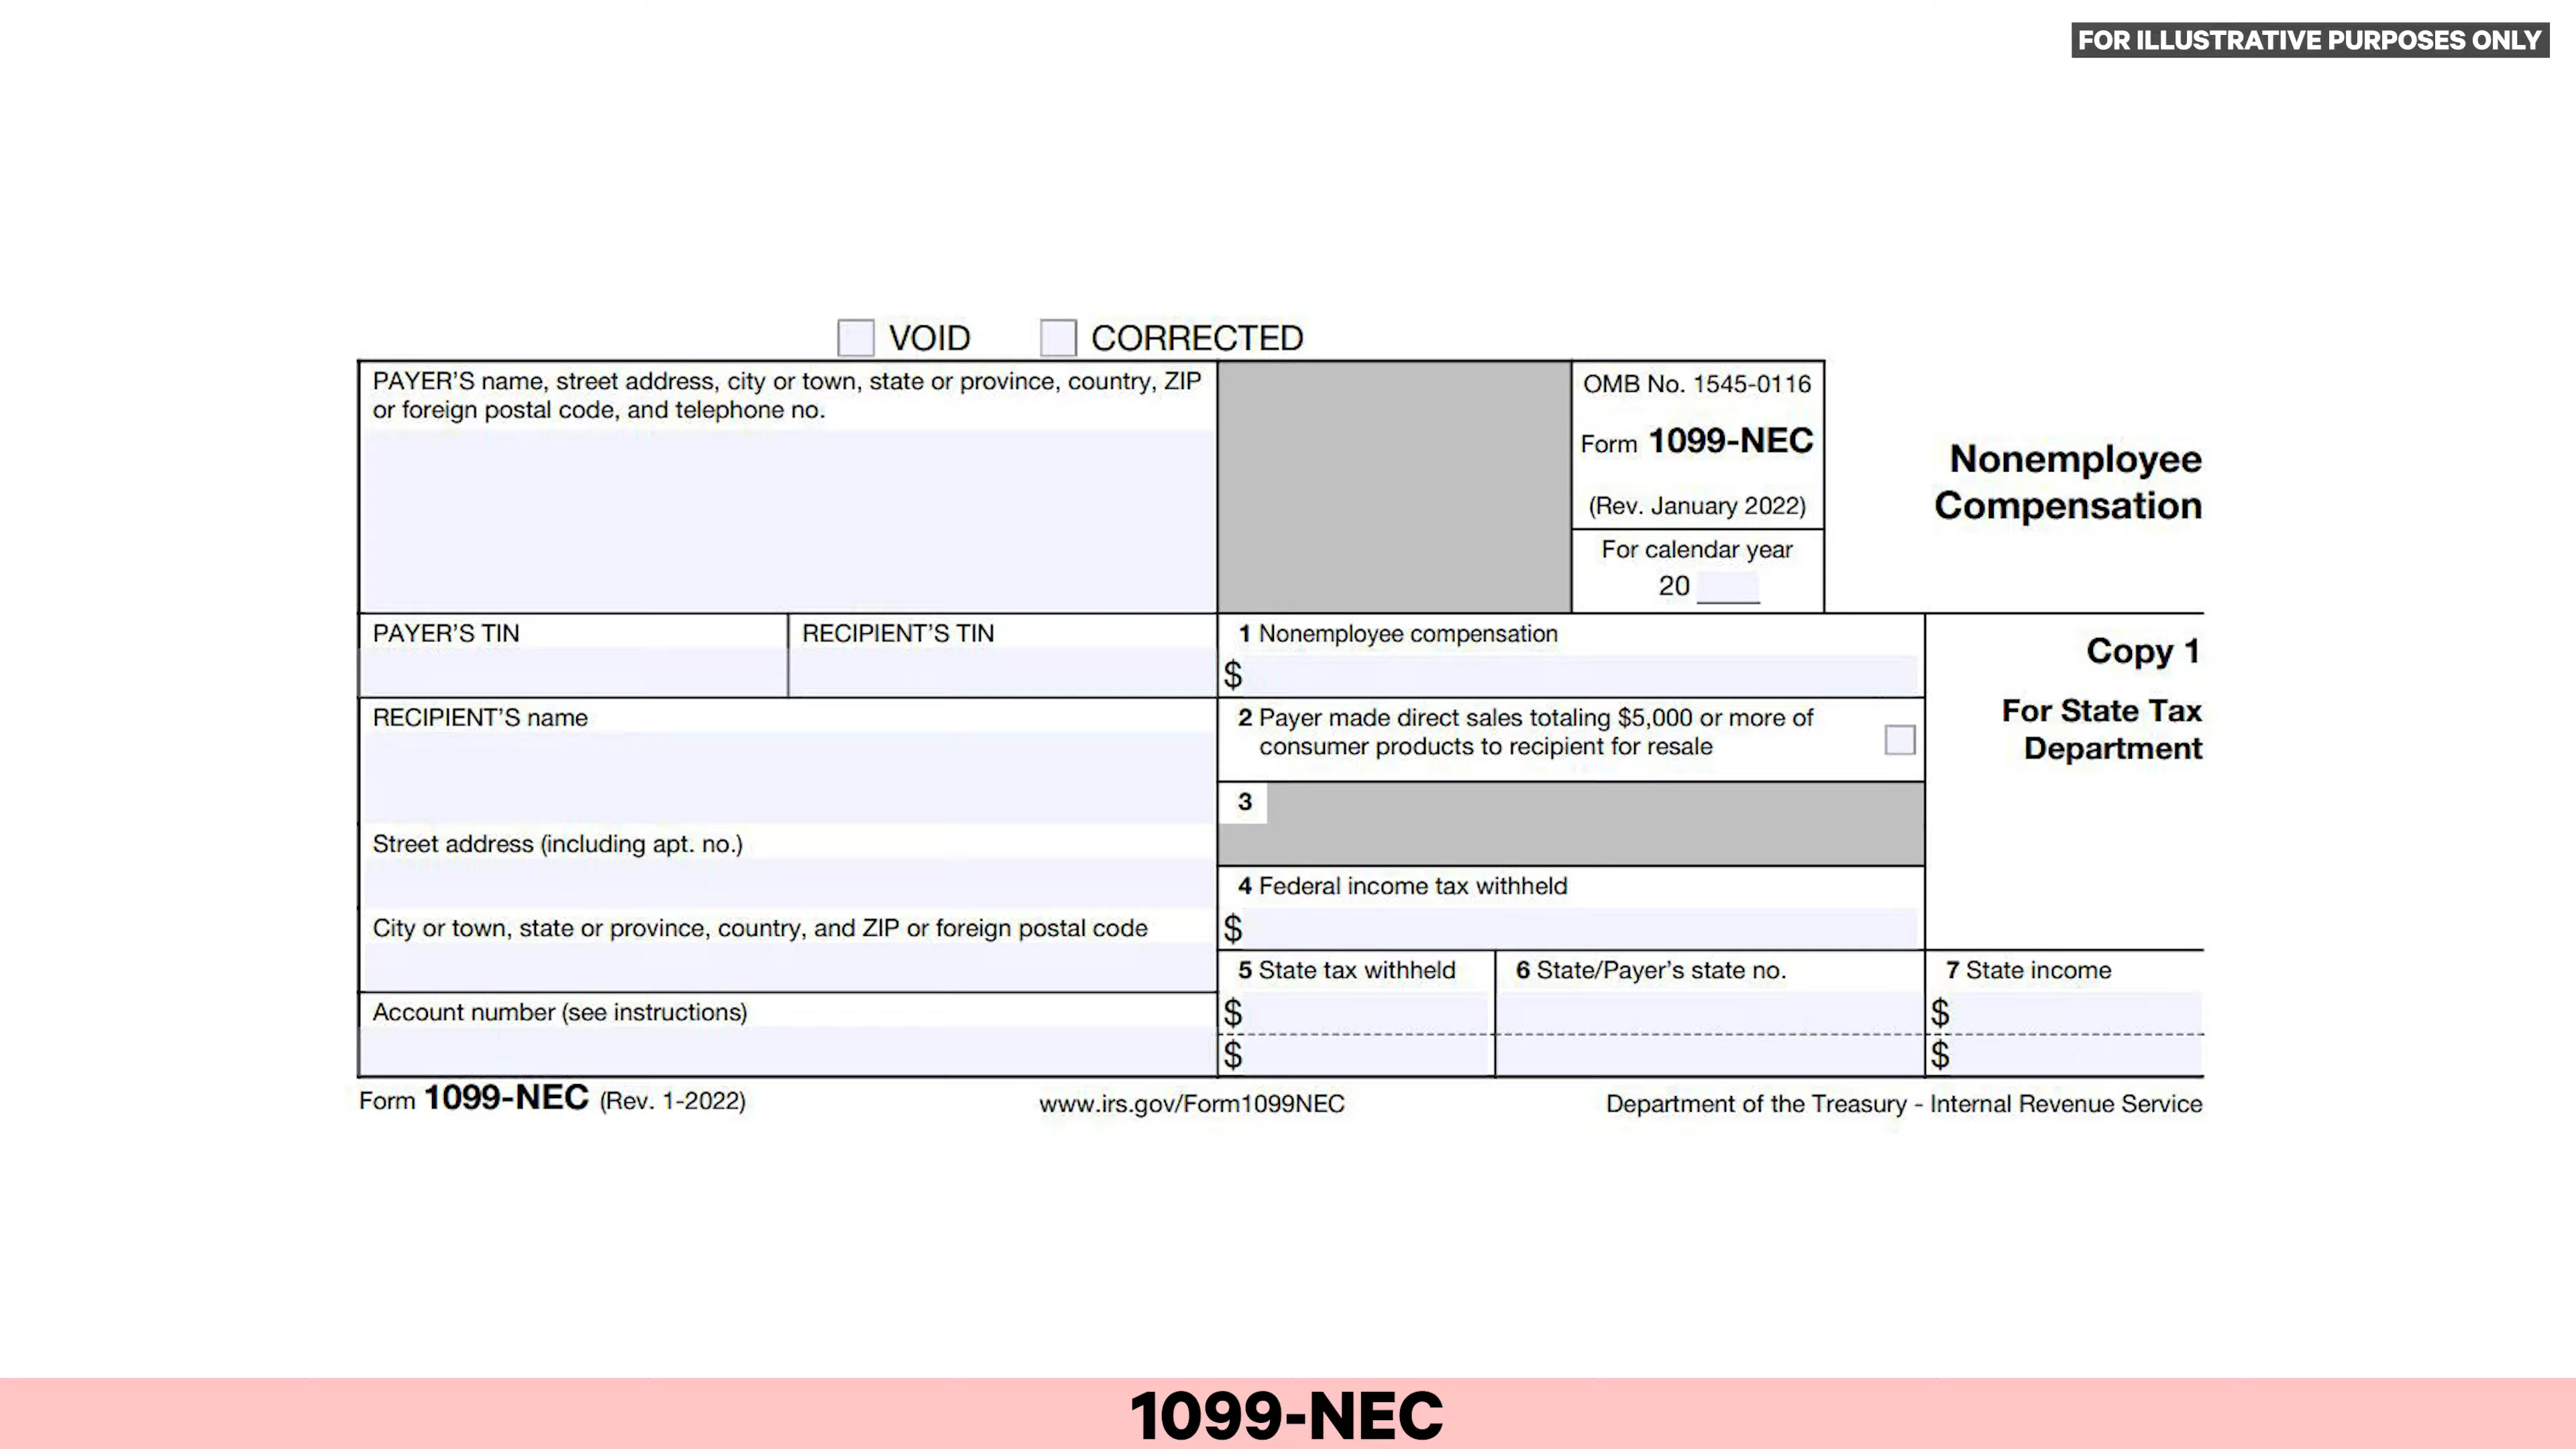 FOR ILLUSTRATIVE PURPOSES ONLY
VOID
CORRECTED
PAYER’S name, street address, city or town, state or province, country, ZIP
or foreign postal code, and telephone no.
OMB No. 1545-0116
Form 1099-NEC
(Rev. January 2022)
For calendar year
20
Nonemployee
Compensation
PAYER’S TIN
RECIPIENT’S TIN
1 Nonemployee compensation
$
Copy 1
For State Tax
Department
RECIPIENT’S name
2 Payer made direct sales totaling $5,000 or more of
consumer products to recipient for resale
3
Street address (including apt. no.)
4 Federal income tax withheld
$
City or town, state or province, country, and ZIP or foreign postal code
5 State tax withheld
$
$
6 State/Payer’s state no.
7 State income
$
$
Account number (see instructions)
Form 1099-NEC (Rev. 1-2022)
www.irs.gov/Form1099NEC
Department of the Treasury - Internal Revenue Service
1099-NEC